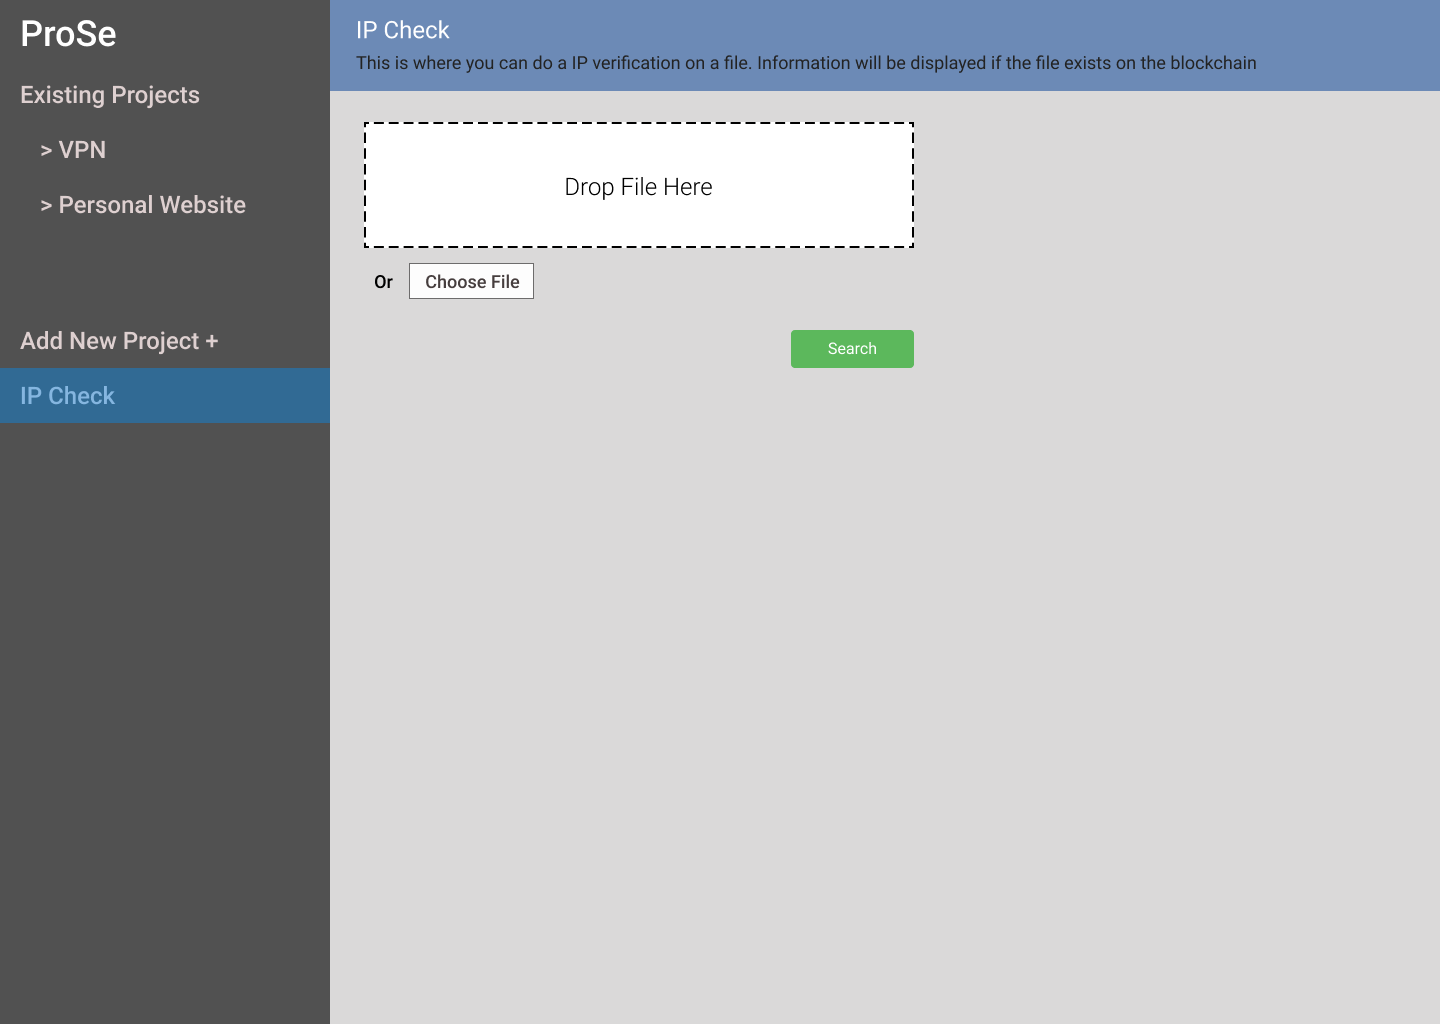 ProSe
Existing Projects
> VPN
> Personal Website
Add New Project +
IP Check
IP Check
This is where you can do a IP verification on a file. Information will be displayed if the file exists on the blockchain
Drop File Here
Or
Choose File
Search